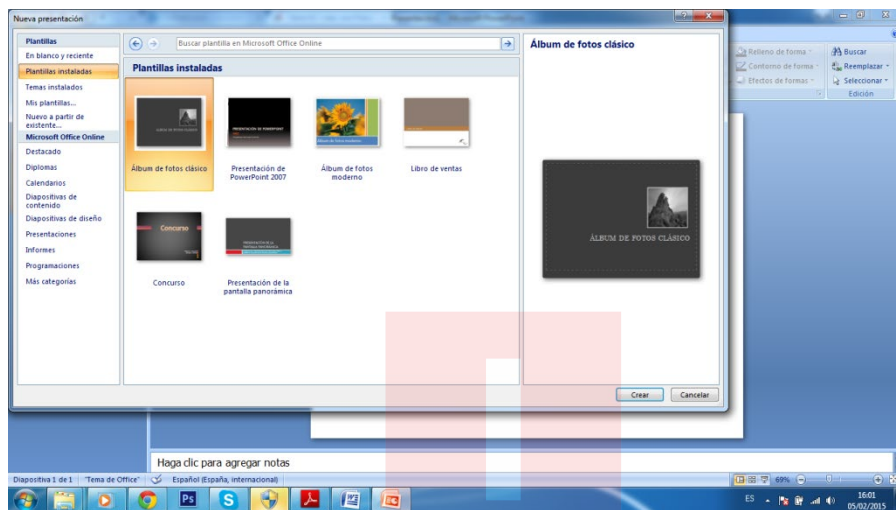 Nueva presentación
Plantillas
En blanco y reciente
Plantillas instaladas
Temas instalados
Mis plantillas...
Nuevo a partir de
existente...
Microsoft Office Online
Destacado
Diplomas
Calendarios
Diapositivas de
contenido
Diapositivas de diseño
Presentaciones
Informes
Programaciones
Más categorías
Buscar plantilla en Microsoft Office Online
Plantillas instaladas
Álbum de fotos clásico
Presentación de
PowerPoint 2007
Álbum de fotos
moderno
Libro de ventas
Concurso
Concurso
Presentación de la
pantalla panorámica
Álbum de fotos clásico
ÁLBUM DE FOTOS CLÁSICO
Crear
Cancelar
Relleno de forma
Contorno de forma
Efectos de formas
Buscar
Reemplazar
Seleccionar
Edición
Haga clic para agregar notas
Diapositiva 1 de 1
"Tema de Office"
Español (España, internacional)
69%
Ps
S
ES
16:01
05/02/2015